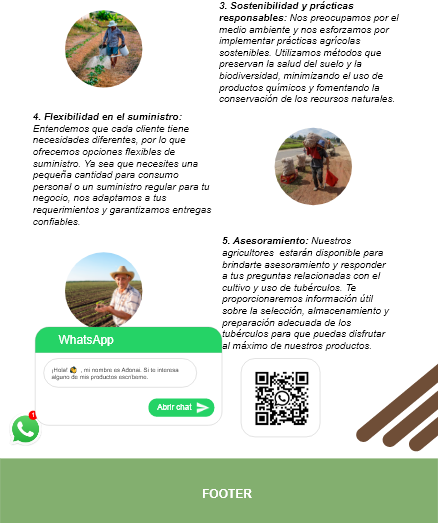 3. Sostenibilidad y prácticas
responsables: Nos preocupamos por el
medio ambiente y nos esforzamos por
implementar prácticas agrícolas
sostenibles. Utilizamos métodos que
preservan la salud del suelo y la
biodiversidad, minimizando el uso de
productos químicos y fomentando la
conservación de los recursos naturales.
4. Flexibilidad en el suministro:
Entendemos que cada cliente tiene
necesidades diferentes, por lo que
ofrecemos opciones flexibles de
suministro. Ya sea que necesites una
pequeña cantidad para consumo
personal o un suministro regular para tu
negocio, nos adaptamos a tus
requerimientos y garantizamos entregas
confiables.
5. Asesoramiento: Nuestros
agricultores estarán disponible para
brindarte asesoramiento y responder
a tus preguntas relacionadas con el
cultivo y uso de tubérculos. Te
proporcionaremos información útil
sobre la selección, almacenamiento y
preparación adecuada de los
tubérculos para que puedas disfrutar
al máximo de nuestros productos.
WhatsApp
¡Hola! , mi nombre es Adonai. Si te interesa
alguno de mis productos escríbeme.
Abrir chat
1
FOOTER